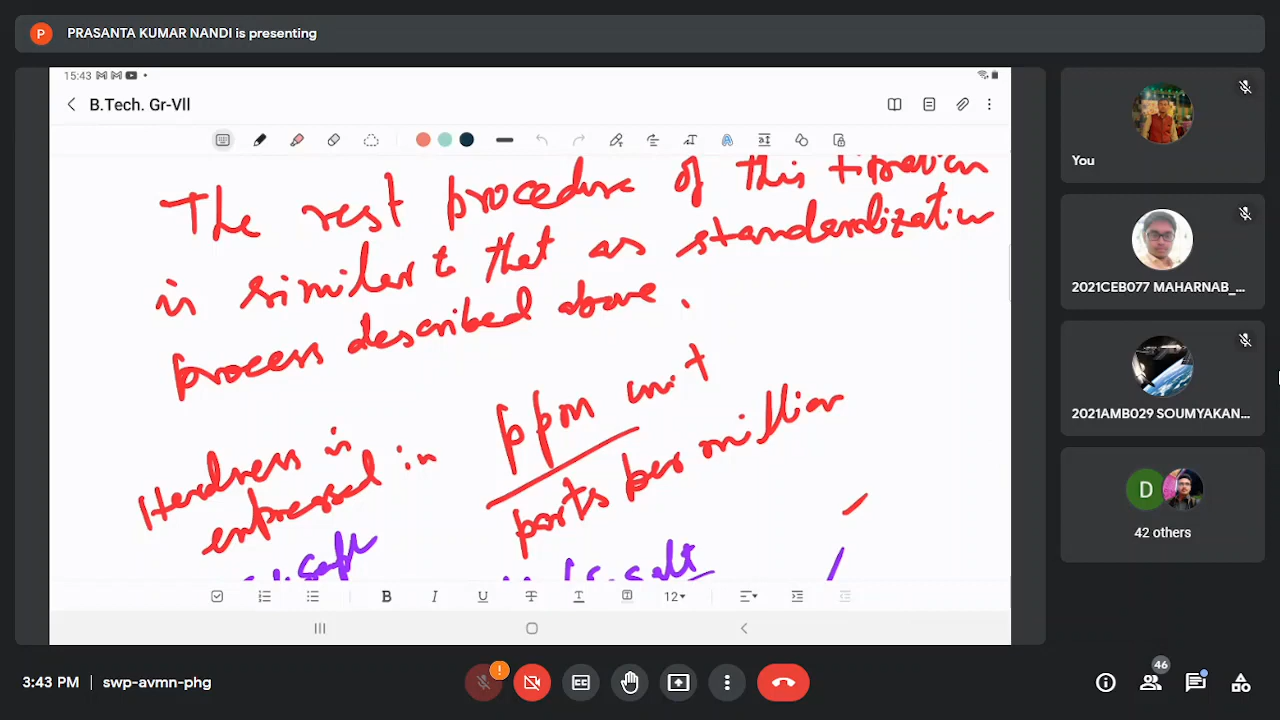 PRASANTA KUMAR NANDI is presenting
15:43
B.Tech. Gr-VII
The rest procedure of this titration
is similar to that as standardization
process described above.
Hardness is
expressed in
ppm unit
parts per million
salt
salt
B I U T T 12
You
2021CEB077 MAHARNAB_...
2021AMB029 SOUMYAKAN...
D
42 others
3:43 PM | swp-avmn-phg
46